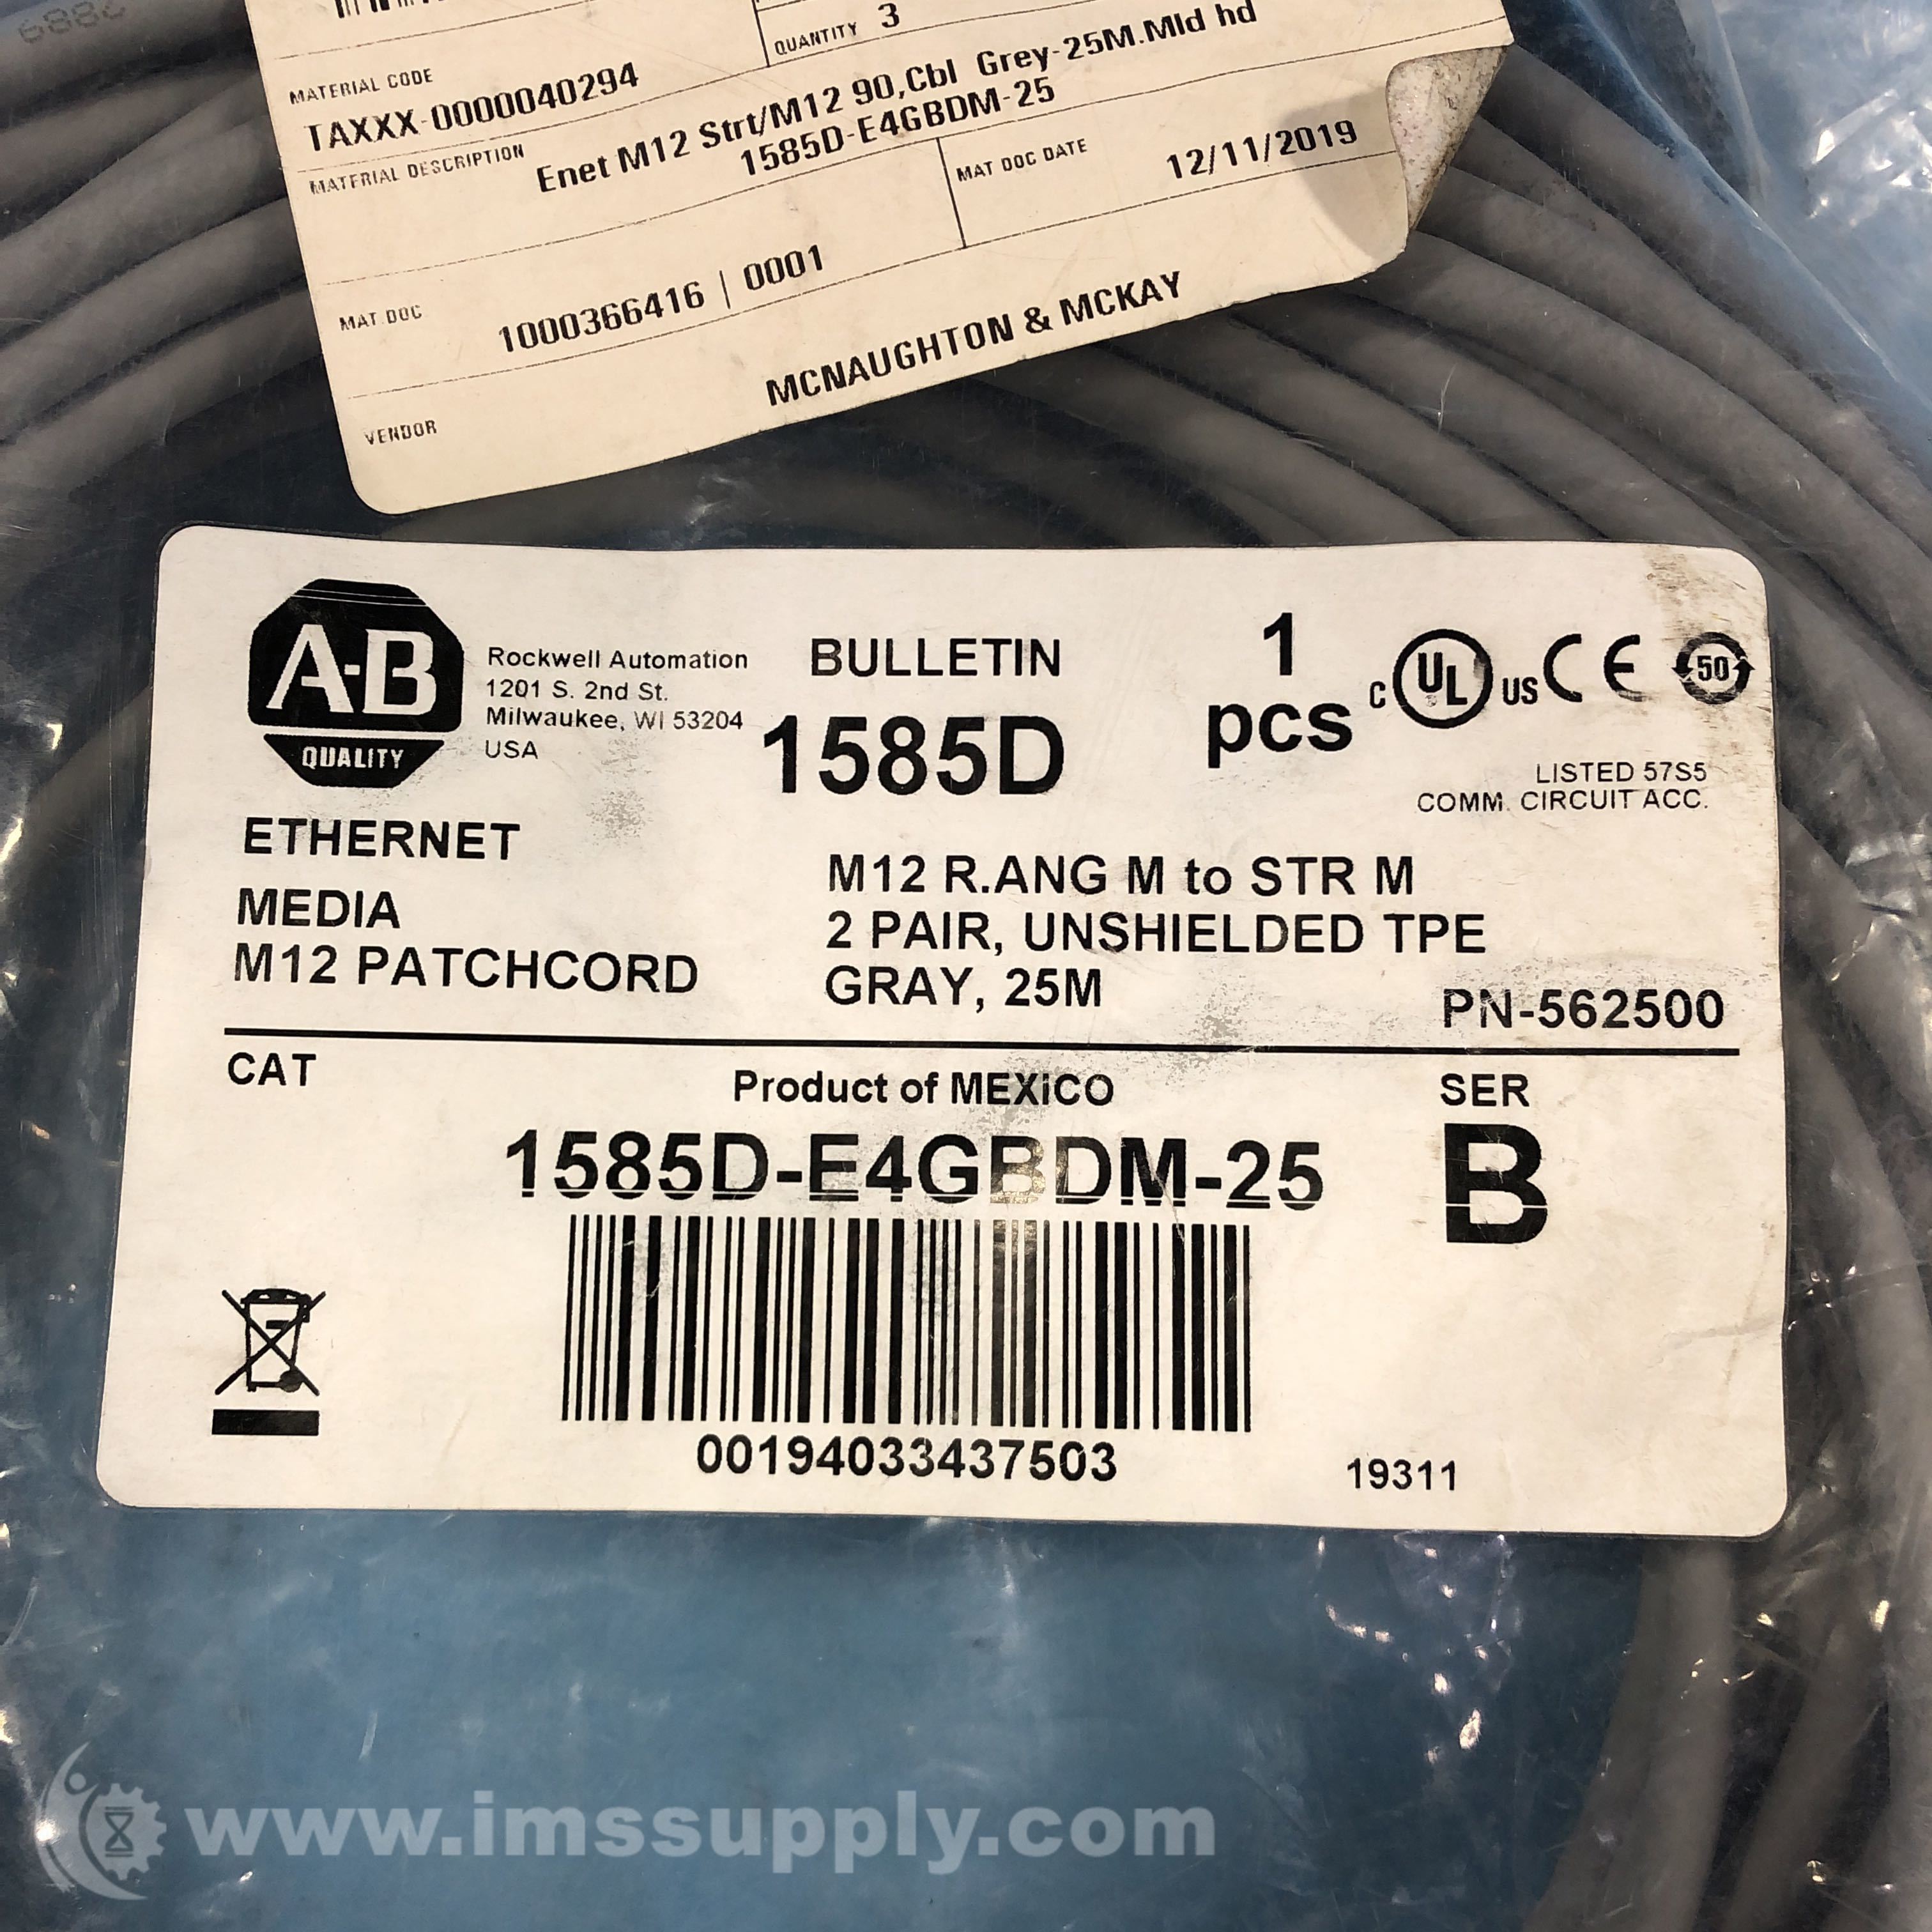 QUANTITY 3
MATERIAL CODE
TAXXX-0000040294
MATERIAL DESCRIPTION
Enet M12 Strt/M12 90,Cbl Grey-25M.Mld hd
1585D-E4GBDM-25
MAT DOC DATE
12/11/2019
MAT.DOC
1000366416 | 0001
VENDOR
MCNAUGHTON & MCKAY
A-B
QUALITY
Rockwell Automation
1201 S. 2nd St.
Milwaukee, WI 53204
USA
BULLETIN
1585D
1
pcs
C UL US CE 50
LISTED 57S5
COMM. CIRCUIT ACC.
ETHERNET
MEDIA
M12 PATCHCORD
M12 R.ANG M to STR M
2 PAIR, UNSHIELDED TPE
GRAY, 25M
PN-562500
CAT
Product of MEXiCO
SER
1585D-E4GBDM-25
B
00194033437503
19311
www.imssupply.com